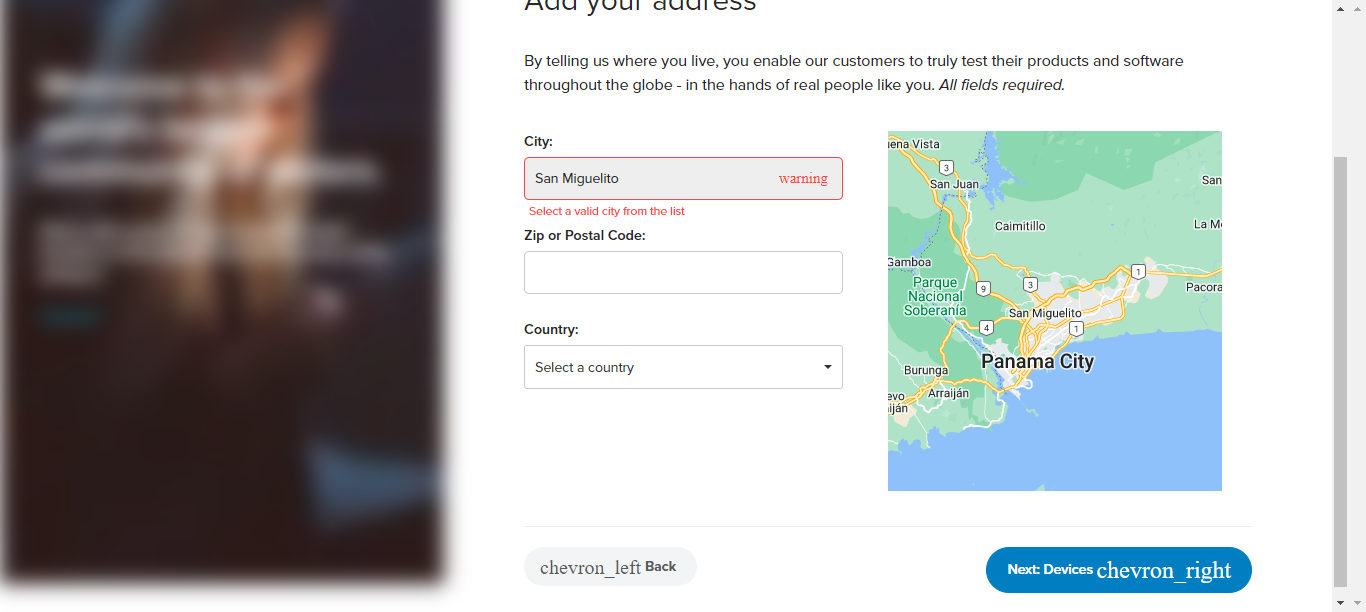 Add your address
By telling us where you live, you enable our customers to truly test their products and software
throughout the globe - in the hands of real people like you. All fields required.
City:
San Miguelito warning
Select a valid city from the list
Zip or Postal Code:
Country:
Select a country
uena Vista
3
San Juan
San
Caimitillo
La M
Gamboa
1
Pacora
Parque
Nacional
Soberanía
9
3
San Miguelito
4
1
Panama City
Burunga
Arraiján
evo
iján
chevron_left Back
Next: Devices chevron_right